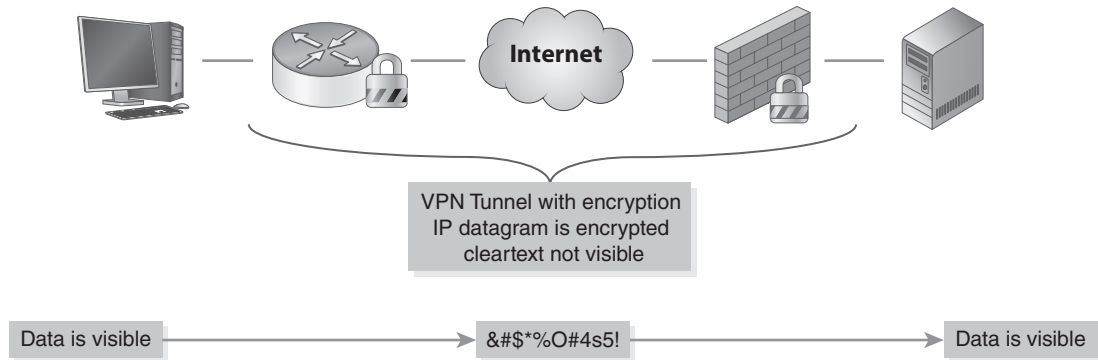 Internet
VPN Tunnel with encryption
IP datagram is encrypted
cleartext not visible
Data is visible
&#$*%O#4s5!
Data is visible